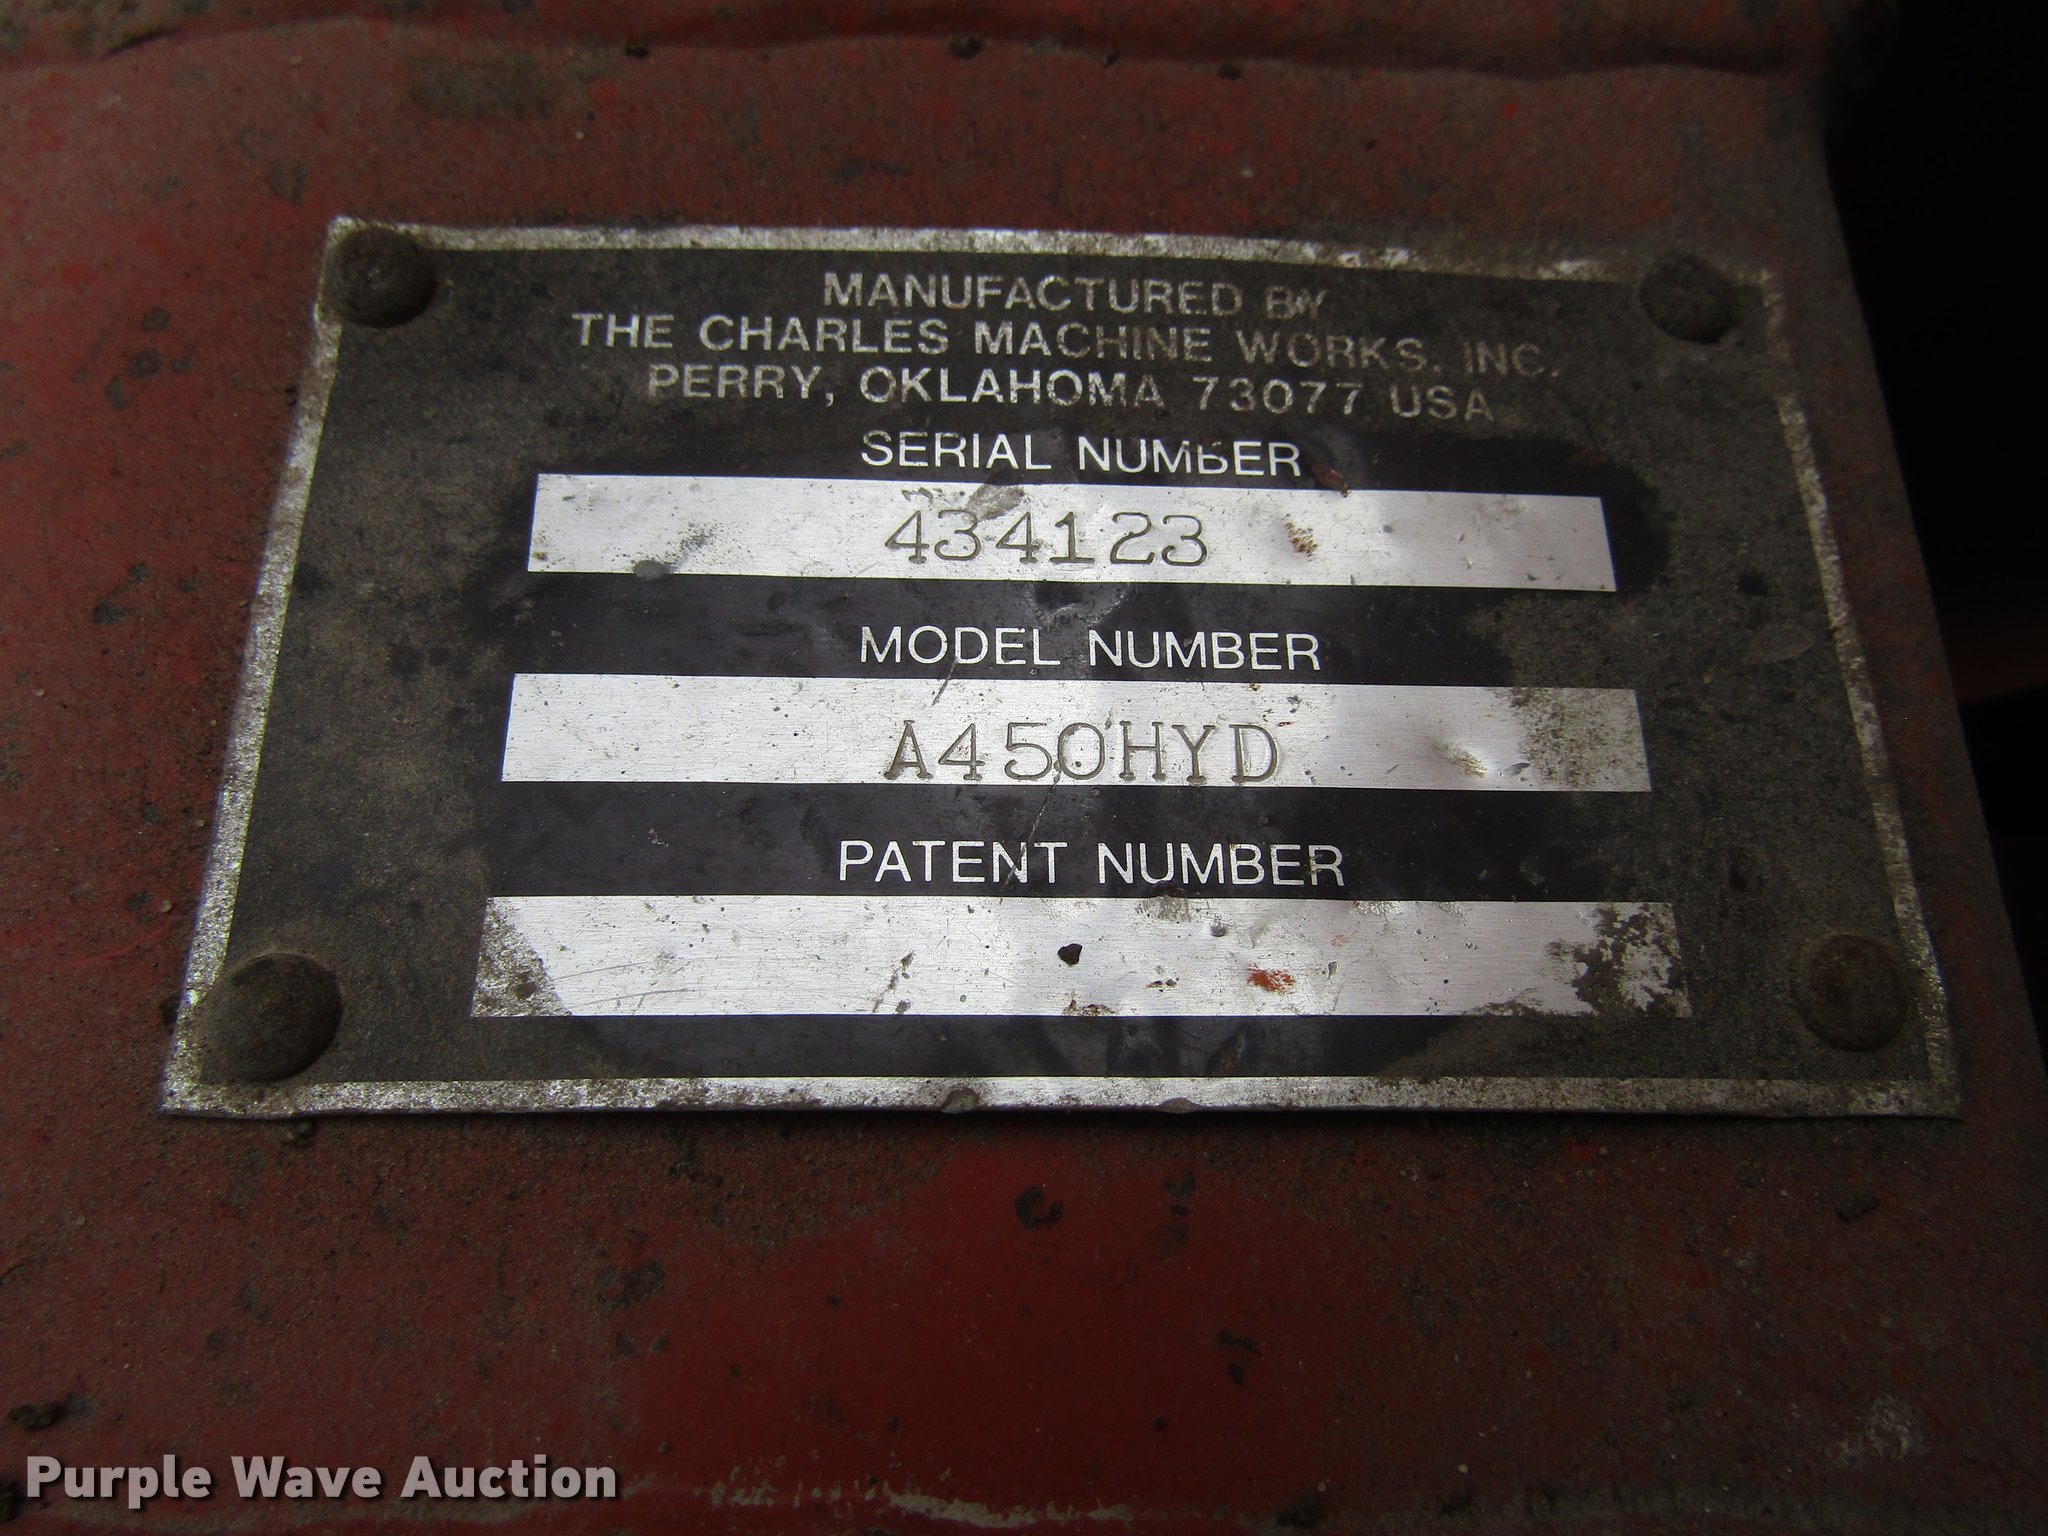 MANUFACTURED BY
THE CHARLES MACHINE WORKS, INC.
PERRY, OKLAHOMA 73077 USA
SERIAL NUMBER
434123
MODEL NUMBER
A450HYD
PATENT NUMBER
Purple Wave Auction